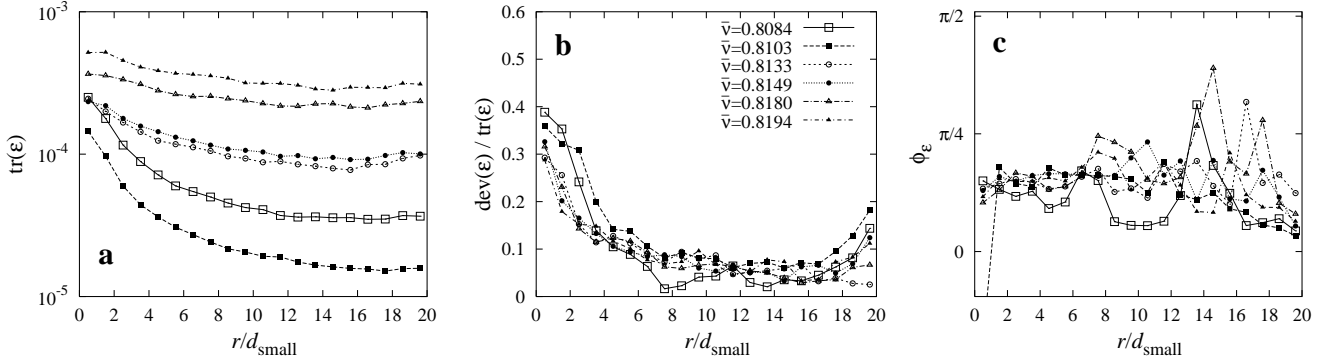 10⁻³
10⁻⁴
10⁻⁵
tr(ε)
a
0 2 4 6 8 10 12 14 16 18 20
r/d_small
0.6
0.5
0.4
0.3
0.2
0.1
0
dev(ε) / tr(ε)
b
ν̄=0.8084
ν̄=0.8103
ν̄=0.8133
ν̄=0.8149
ν̄=0.8180
ν̄=0.8194
0 2 4 6 8 10 12 14 16 18 20
r/d_small
π/2
π/4
0
ϕ_ε
c
0 2 4 6 8 10 12 14 16 18 20
r/d_small